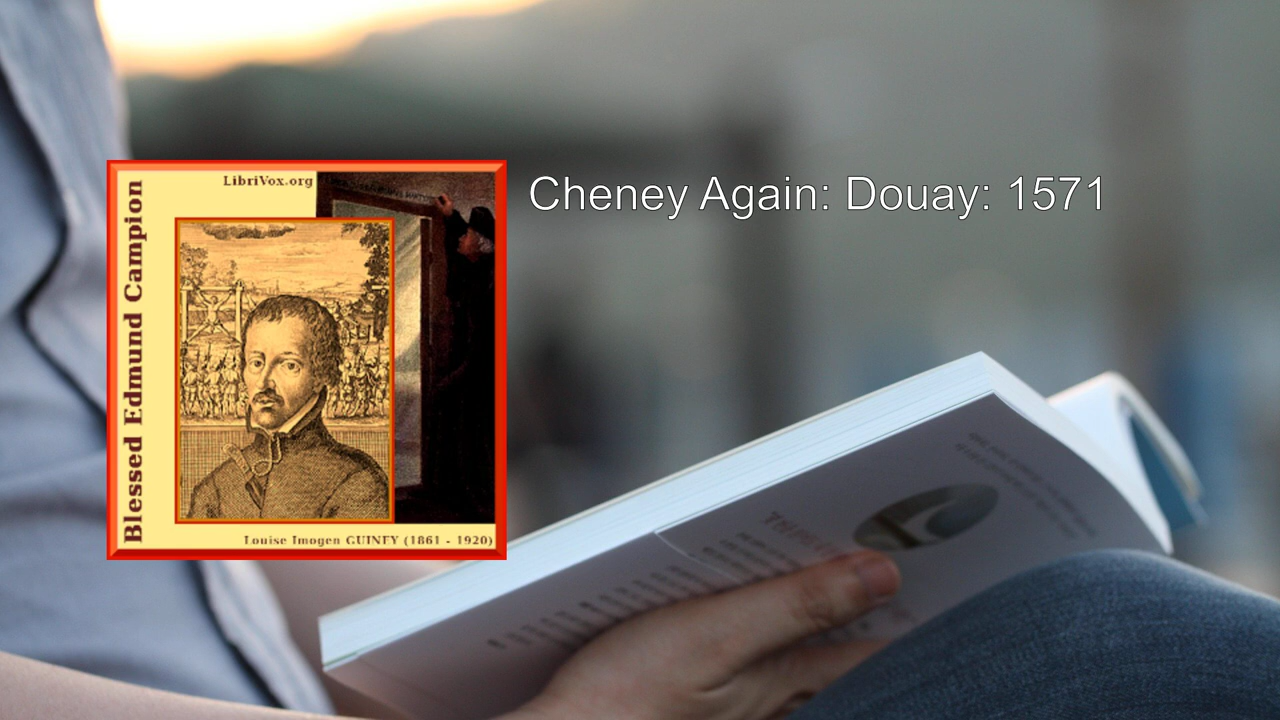 LibriVox.org
Blessed Edmund Campion
Louise Imogen GUINEY (1861 - 1920)
Cheney Again: Douay: 1571